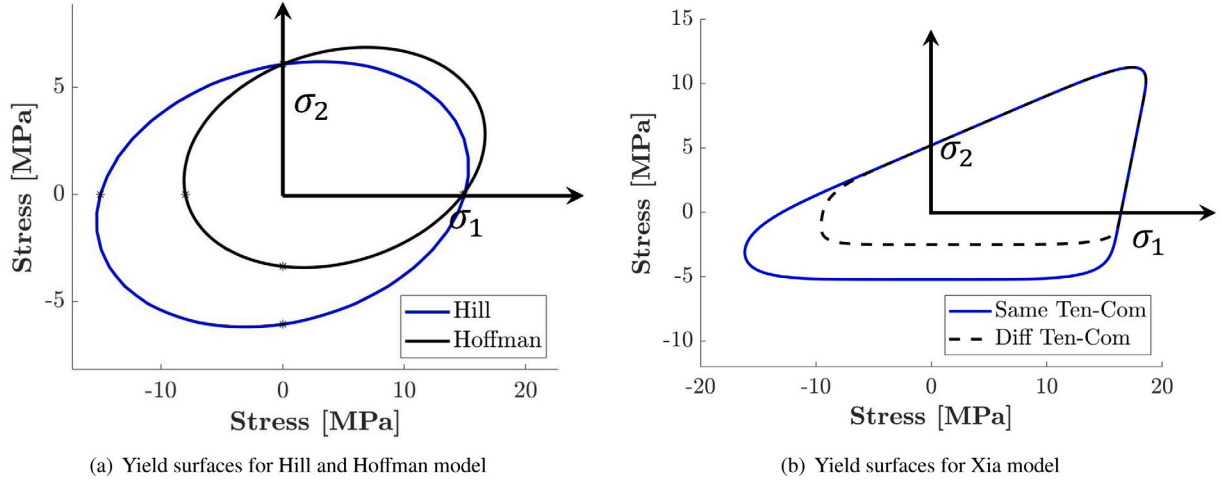 5
0
-5
-10
0
10
Stress [MPa]
Stress [MPa]
σ2
σ1
Hill
Hoffman
(a) Yield surfaces for Hill and Hoffman model
15
10
5
0
-5
-10
-20
-10
0
10
20
Stress [MPa]
Stress [MPa]
σ2
σ1
Same Ten-Com
Diff Ten-Com
(b) Yield surfaces for Xia model